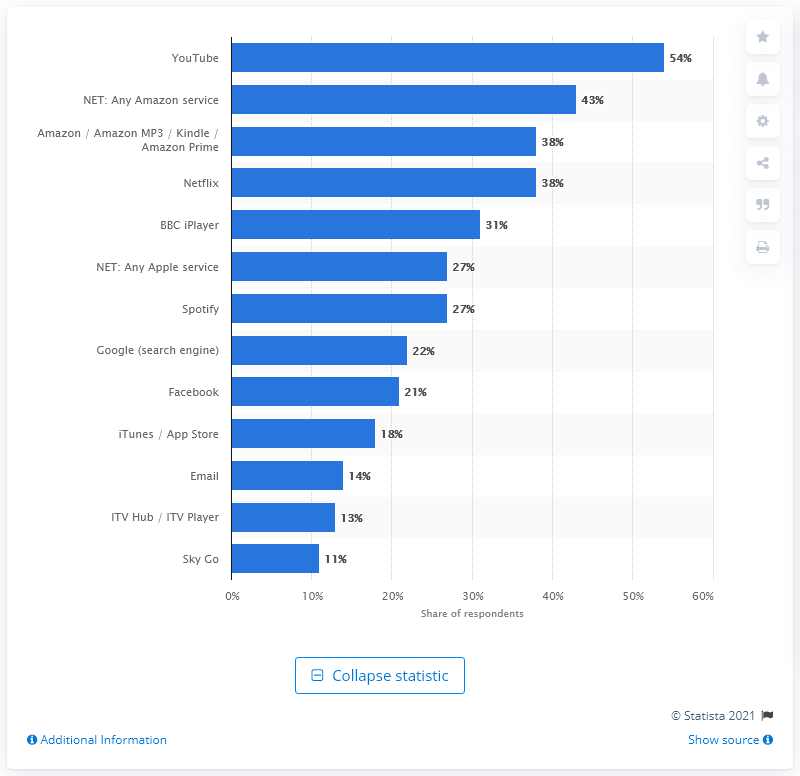 YouTube 54%
NET: Any Amazon service 43%
Amazon / Amazon MP3 / Kindle /
Amazon Prime 38%
Netflix 38%
BBC iPlayer 31%
NET: Any Apple service 27%
Spotify 27%
Google (search engine) 22%
Facebook 21%
iTunes / App Store 18%
Email 14%
ITV Hub / ITV Player 13%
Sky Go 11%
0% 10% 20% 30% 40% 50% 60%
Share of respondents
Collapse statistic
© Statista 2021
Additional Information
Show source